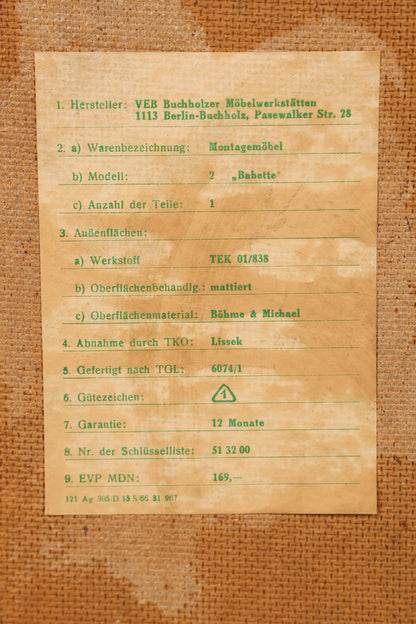 1. Hersteller: VEB Buchholzer Möbelwerkstätten
1113 Berlin-Buchholz, Pasewalker Str. 28
2. a) Warenbezeichnung: Montagemöbel
b) Modell: 2 „Babette“
c) Anzahl der Teile: 1
3. Außenflächen:
a) Werkstoff TEK 01/838
b) Oberflächenbehandlg.: mattiert
c) Oberflächenmaterial: Böhme & Michael
4. Abnahme durch TKO: Lissek
5. Gefertigt nach TGL: 6074/1
6. Gütezeichen: 1
7. Garantie: 12 Monate
8. Nr. der Schlüsselliste: 51 32 00
9. EVP MDN: 169,—
121 Ag 305/D 15 S/66 31 967